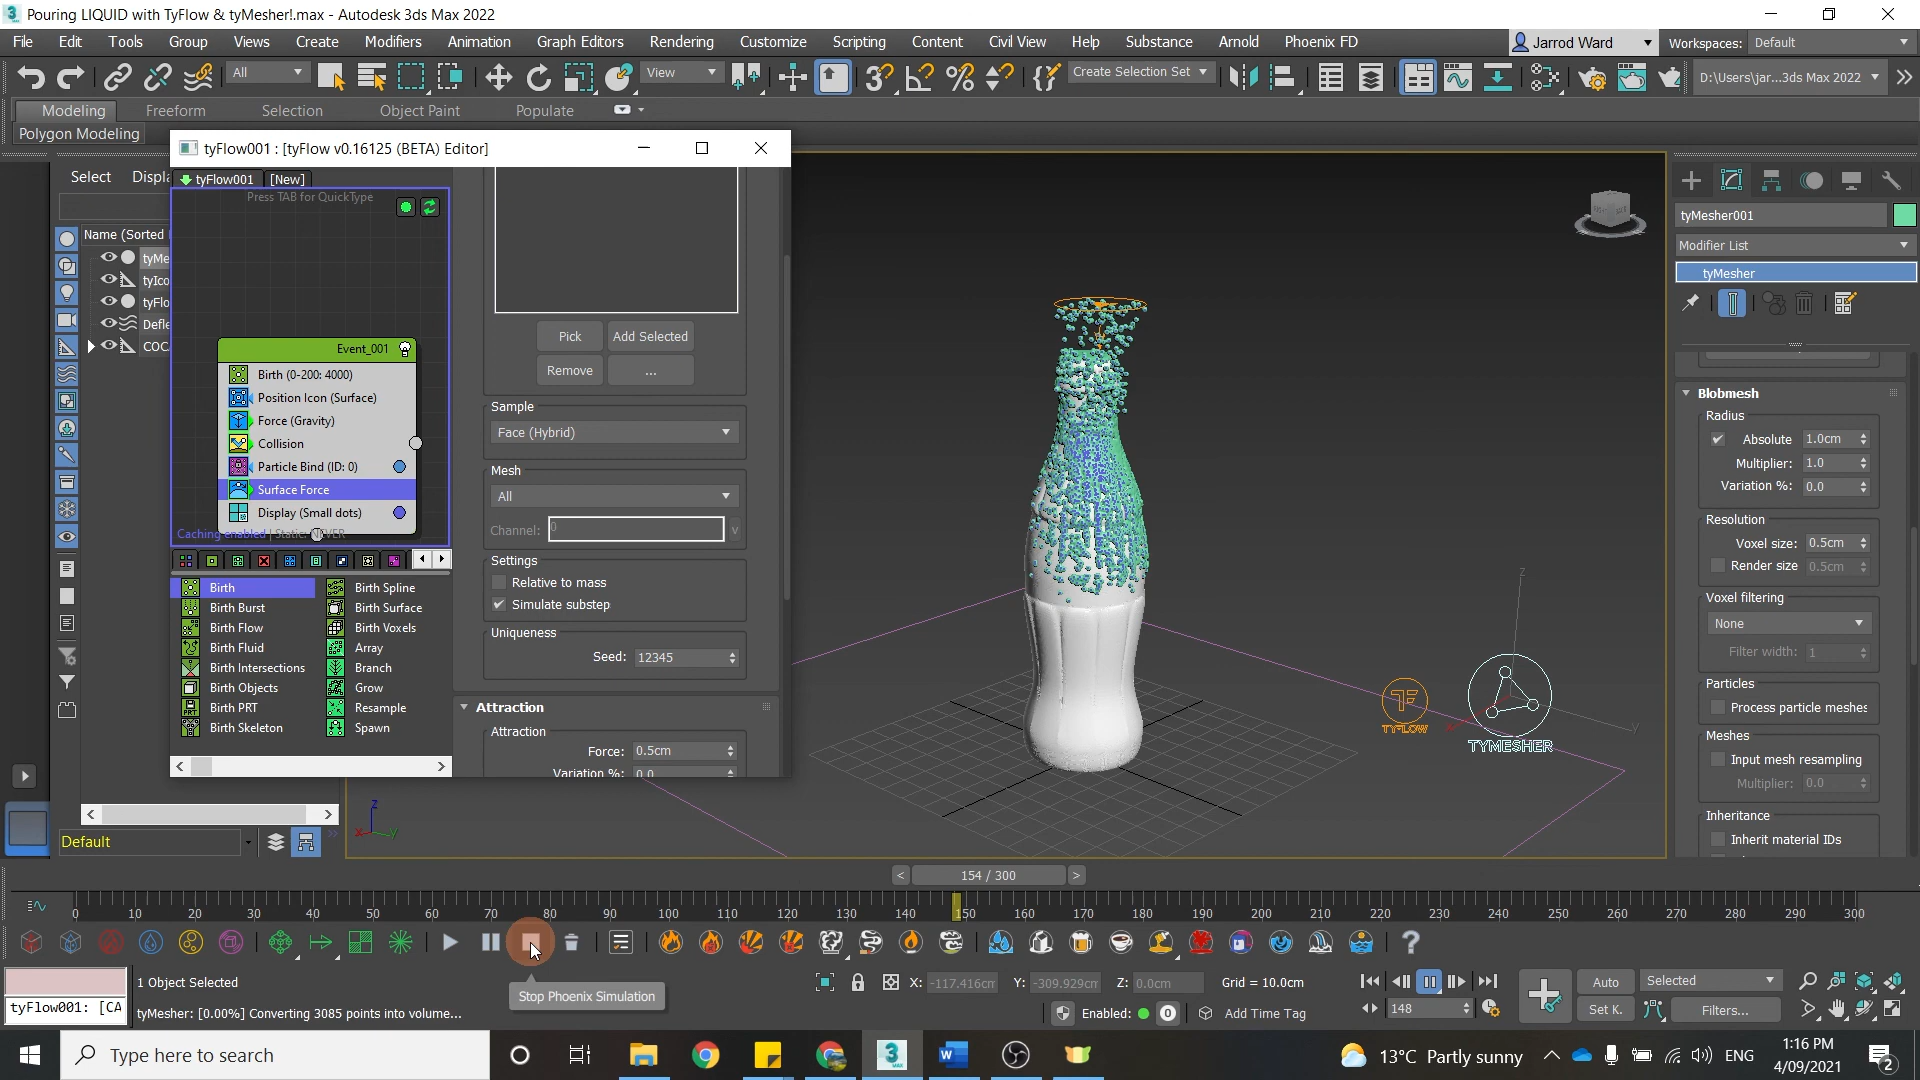 Pouring LIQUID with TyFlow & tyMesher!.max - Autodesk 3ds Max 2022
File Edit Tools Group Views Create Modifiers Animation Graph Editors Rendering Customize Scripting Content Civil View Help Substance Arnold Phoenix FD
Jarrod Ward
Workspaces: Default
All
View
Create Selection Set
D:\Users\jar...3ds Max 2022
Modeling Freeform Selection Object Paint Populate
Polygon Modeling
tyFlow001 : [tyFlow v0.16125 (BETA) Editor]
Select Displa
Name (Sorted
tyMe
tyIco
tyFlo
Defle
COC
tyFlow001 [New]
Press TAB for QuickType
Event_001
Birth (0-200: 4000)
Position Icon (Surface)
Force (Gravity)
Collision
Particle Bind (ID: 0)
Surface Force
Display (Small dots)
Caching enabled | Static: NEVER
Birth
Birth Burst
Birth Flow
Birth Fluid
Birth Intersections
Birth Objects
Birth PRT
Birth Skeleton
Birth Spline
Birth Surface
Birth Voxels
Array
Branch
Grow
Resample
Spawn
Pick Add Selected
Remove ...
Sample
Face (Hybrid)
Mesh
All
Channel: 0
v
Settings
Relative to mass
Simulate substep
Uniqueness
Seed: 12345
Attraction
Attraction
Force: 0.5cm
Variation %: 0.0
TYFLOW
TYMESHER
z
y
z
x
y
tyMesher001
Modifier List
tyMesher
Blobmesh
Radius
Absolute 1.0cm
Multiplier: 1.0
Variation %: 0.0
Resolution
Voxel size: 0.5cm
Render size 0.5cm
Voxel filtering
None
Filter width: 1
Particles
Process particle meshes
Meshes
Input mesh resampling
Multiplier: 0.0
Inheritance
Inherit material IDs
Default
< 154 / 300 >
0 10 20 30 40 50 60 70 80 90 100 110 120 130 140 150 160 170 180 190 200 210 220 230 240 250 260 270 280 290 300
Stop Phoenix Simulation
tyFlow001: [CA
1 Object Selected
tyMesher: [0.00%] Converting 3085 points into volume...
X: -117.416cm Y: -309.929cm Z: 0.0cm Grid = 10.0cm
Enabled: 0 Add Time Tag
148
Auto Selected
Set K. Filters...
Type here to search
13°C Partly sunny
ENG
1:16 PM
4/09/2021
2